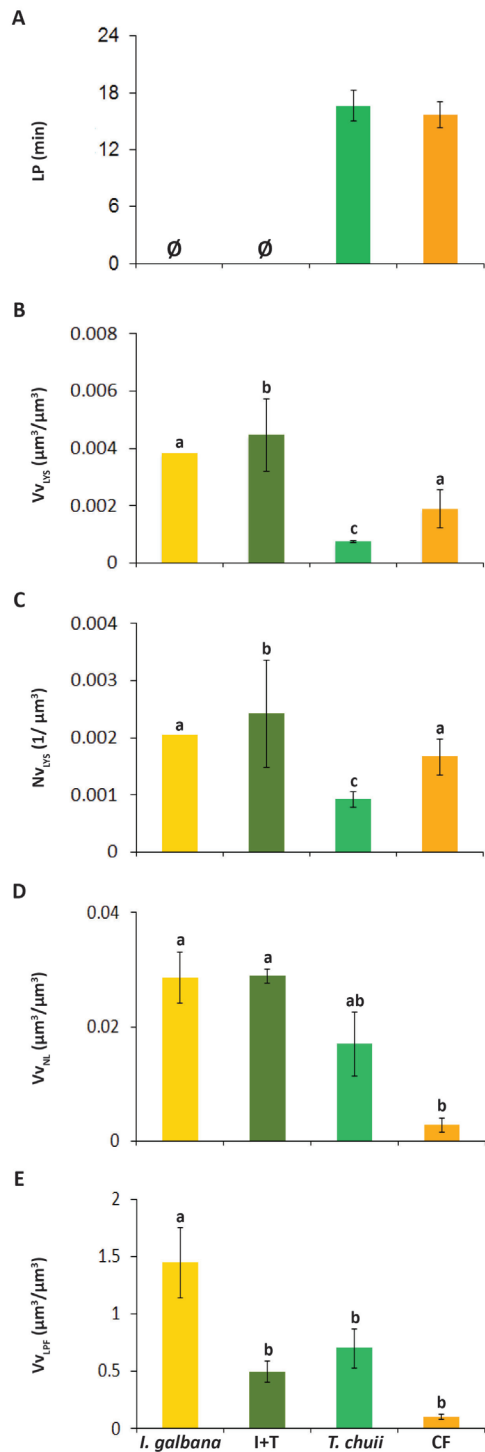 A
24
18
12
6
0
LP (min)
Ø Ø
B
0.008
0.006
0.004
0.002
0
Vv_LYS (µm³/µm³)
a b c a
C
0.004
0.003
0.002
0.001
0
Nv_LYS (1/ µm³)
a b c a
D
0.04
0.02
0
Vv_NL (µm³/µm³)
a a ab b
E
2
1.5
1
0.5
0
Vv_LPF (µm³/µm³)
a b b b
I. galbana I+T T. chuii CF